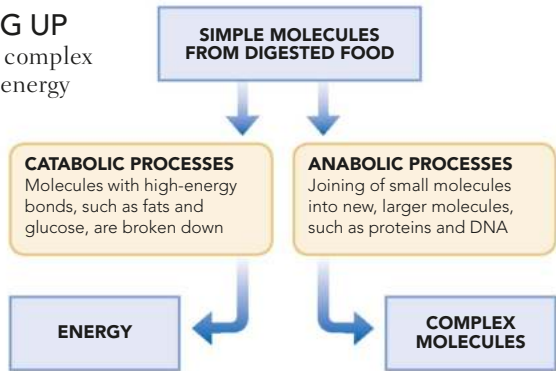 G UP
complex
energy
SIMPLE MOLECULES
FROM DIGESTED FOOD
CATABOLIC PROCESSES
Molecules with high-energy
bonds, such as fats and
glucose, are broken down
ANABOLIC PROCESSES
Joining of small molecules
into new, larger molecules,
such as proteins and DNA
ENERGY
COMPLEX
MOLECULES